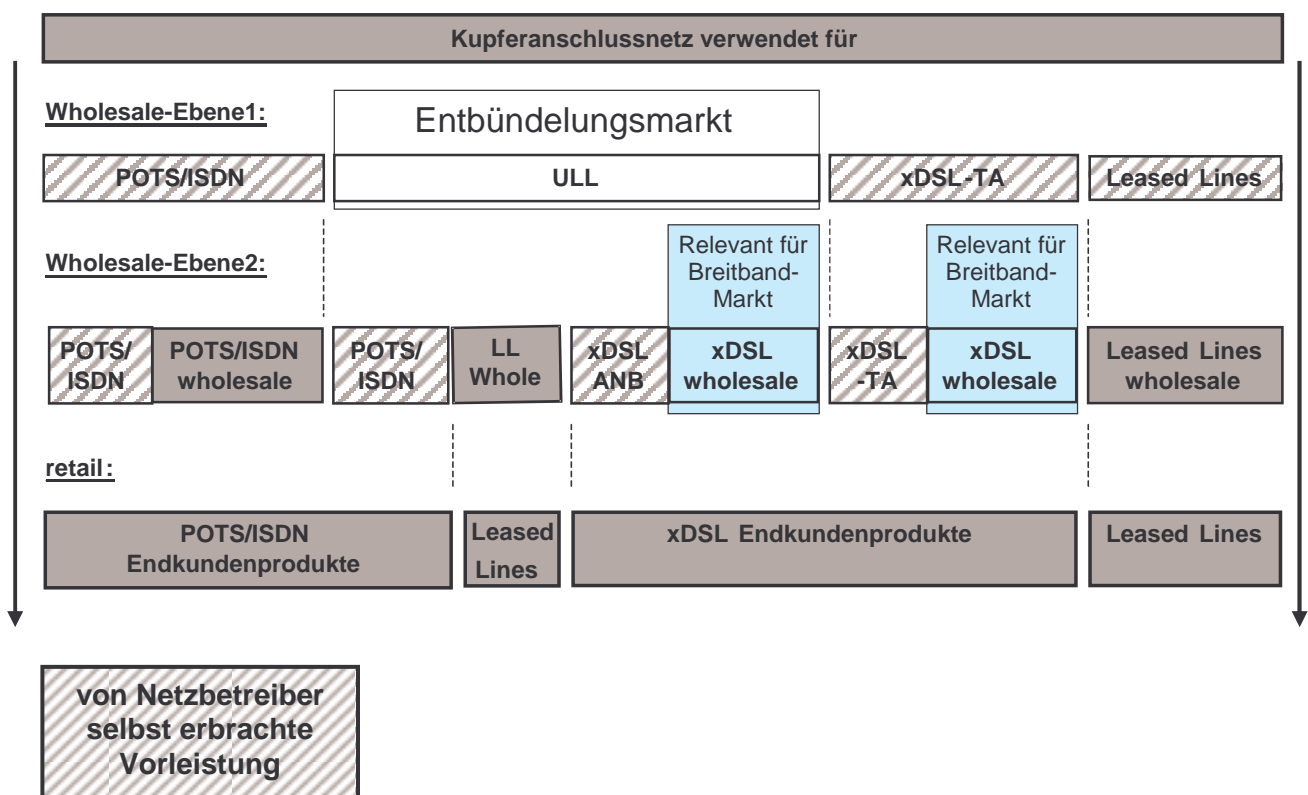 Kupferanschlussnetz verwendet für
Wholesale-Ebene1:
Entbündelungsmarkt
POTS/ISDN
ULL
xDSL-TA
Leased Lines
Wholesale-Ebene2:
Relevant für
Breitband-
Markt
Relevant für
Breitband-
Markt
POTS/
ISDN
POTS/ISDN
wholesale
POTS/
ISDN
LL
Whole
xDSL
ANB
xDSL
wholesale
xDSL
-TA
xDSL
wholesale
Leased Lines
wholesale
retail:
POTS/ISDN
Endkundenprodukte
Leased
Lines
xDSL Endkundenprodukte
Leased Lines
von Netzbetreiber
selbst erbrachte
Vorleistung